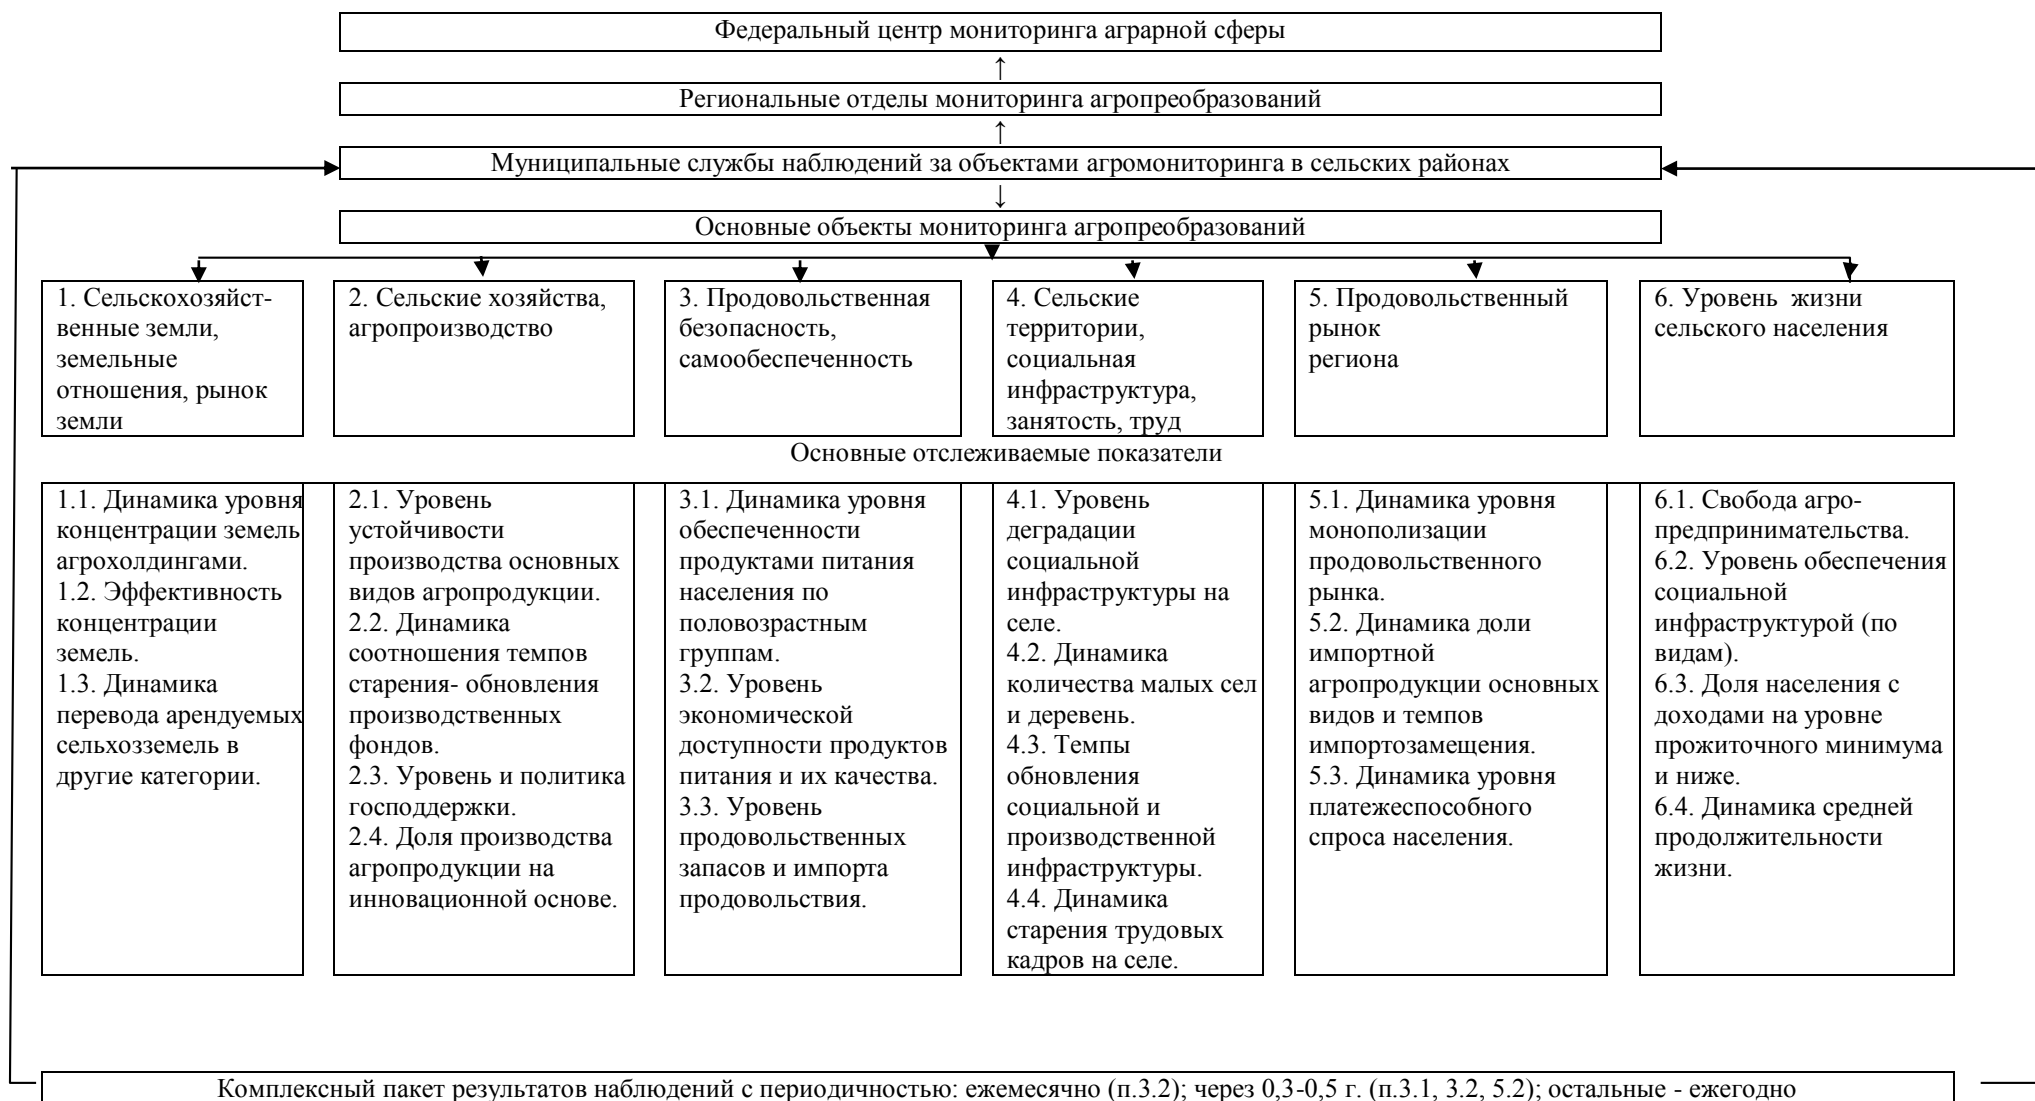 Федеральный центр мониторинга аграрной сферы
↑
Региональные отделы мониторинга агропреобразований
↑
Муниципальные службы наблюдений за объектами агромониторинга в сельских районах
↓
Основные объекты мониторинга агропреобразований
1. Сельскохозяйст-
венные земли,
земельные
отношения, рынок
земли
2. Сельские хозяйства,
агропроизводство
3. Продовольственная
безопасность,
самообеспеченность
4. Сельские
территории,
социальная
инфраструктура,
занятость, труд
5. Продовольственный
рынок
региона
6. Уровень жизни
сельского населения
Основные отслеживаемые показатели
1.1. Динамика уровня
концентрации земель
агрохолдингами.
1.2. Эффективность
концентрации
земель.
1.3. Динамика
перевода арендуемых
сельхозземель в
другие категории.
2.1. Уровень
устойчивости
производства основных
видов агропродукции.
2.2. Динамика
соотношения темпов
старения- обновления
производственных
фондов.
2.3. Уровень и политика
господдержки.
2.4. Доля производства
агропродукции на
инновационной основе.
3.1. Динамика уровня
обеспеченности
продуктами питания
населения по
половозрастным
группам.
3.2. Уровень
экономической
доступности продуктов
питания и их качества.
3.3. Уровень
продовольственных
запасов и импорта
продовольствия.
4.1. Уровень
деградации
социальной
инфраструктуры на
селе.
4.2. Динамика
количества малых сел
и деревень.
4.3. Темпы
обновления
социальной и
производственной
инфраструктуры.
4.4. Динамика
старения трудовых
кадров на селе.
5.1. Динамика уровня
монополизации
продовольственного
рынка.
5.2. Динамика доли
импортной
агропродукции основных
видов и темпов
импортозамещения.
5.3. Динамика уровня
платежеспособного
спроса населения.
6.1. Свобода агро-
предпринимательства.
6.2. Уровень обеспечения
социальной
инфраструктурой (по
видам).
6.3. Доля населения с
доходами на уровне
прожиточного минимума
и ниже.
6.4. Динамика средней
продолжительности
жизни.
Комплексный пакет результатов наблюдений с периодичностью: ежемесячно (п.3.2); через 0,3-0,5 г. (п.3.1, 3.2, 5.2); остальные - ежегодно